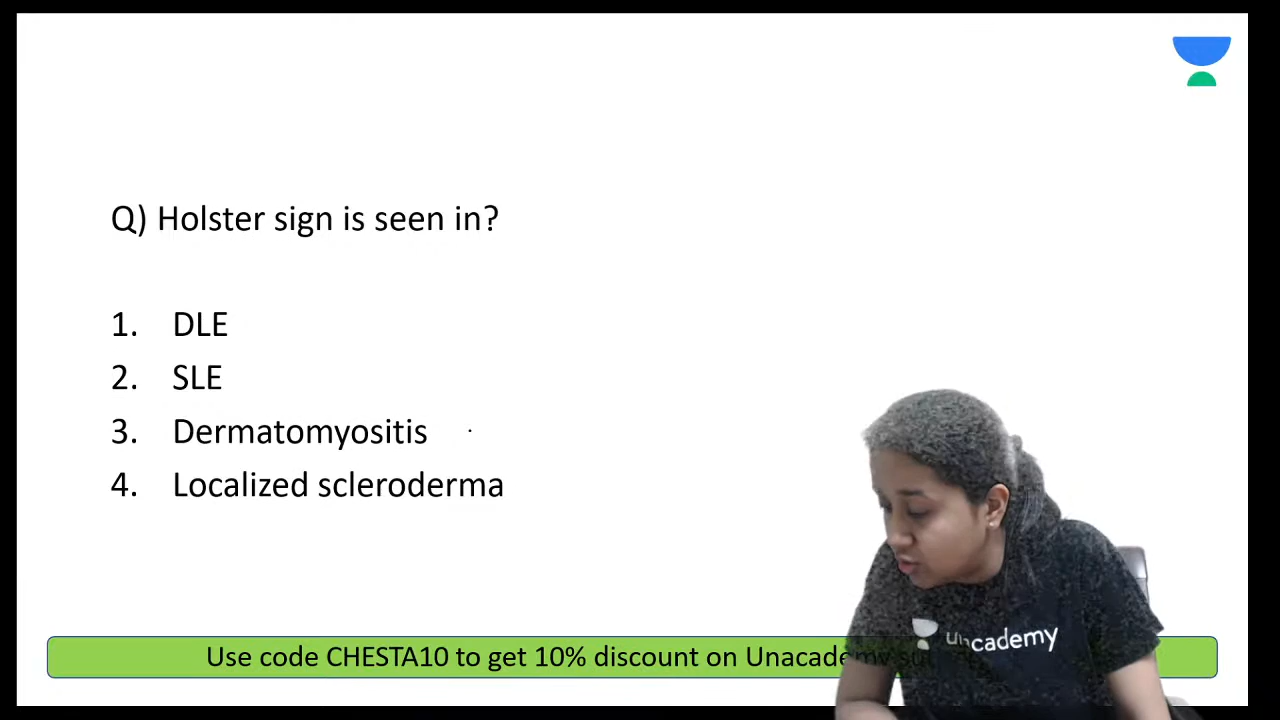 Q) Holster sign is seen in?
1. DLE
2. SLE
3. Dermatomyositis
4. Localized scleroderma
unacademy
Use code CHESTA10 to get 10% discount on Unacademy